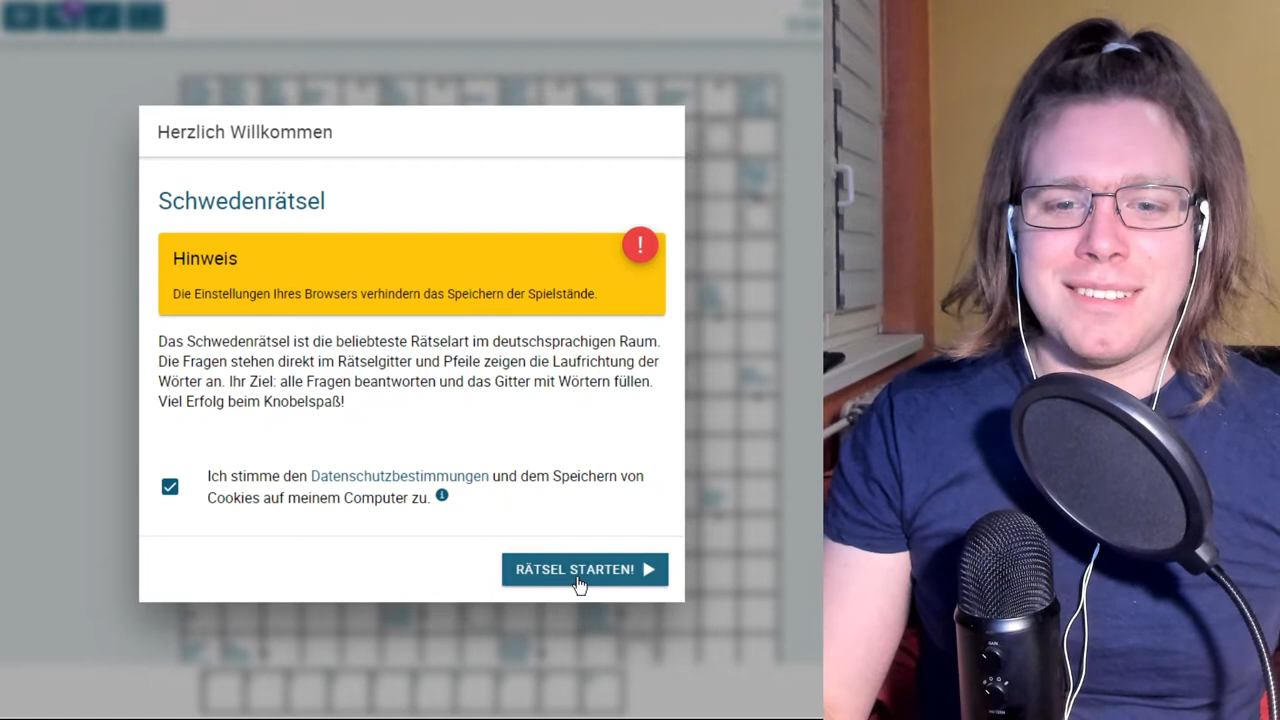 Herzlich Willkommen
Schwedenrätsel
Hinweis
!
Die Einstellungen Ihres Browsers verhindern das Speichern der Spielstände.
Das Schwedenrätsel ist die beliebteste Rätselart im deutschsprachigen Raum.
Die Fragen stehen direkt im Rätselgitter und Pfeile zeigen die Laufrichtung der
Wörter an. Ihr Ziel: alle Fragen beantworten und das Gitter mit Wörtern füllen.
Viel Erfolg beim Knobelspaß!
Ich stimme den Datenschutzbestimmungen und dem Speichern von
Cookies auf meinem Computer zu. i
RÄTSEL STARTEN!
GAIN
PATTERN